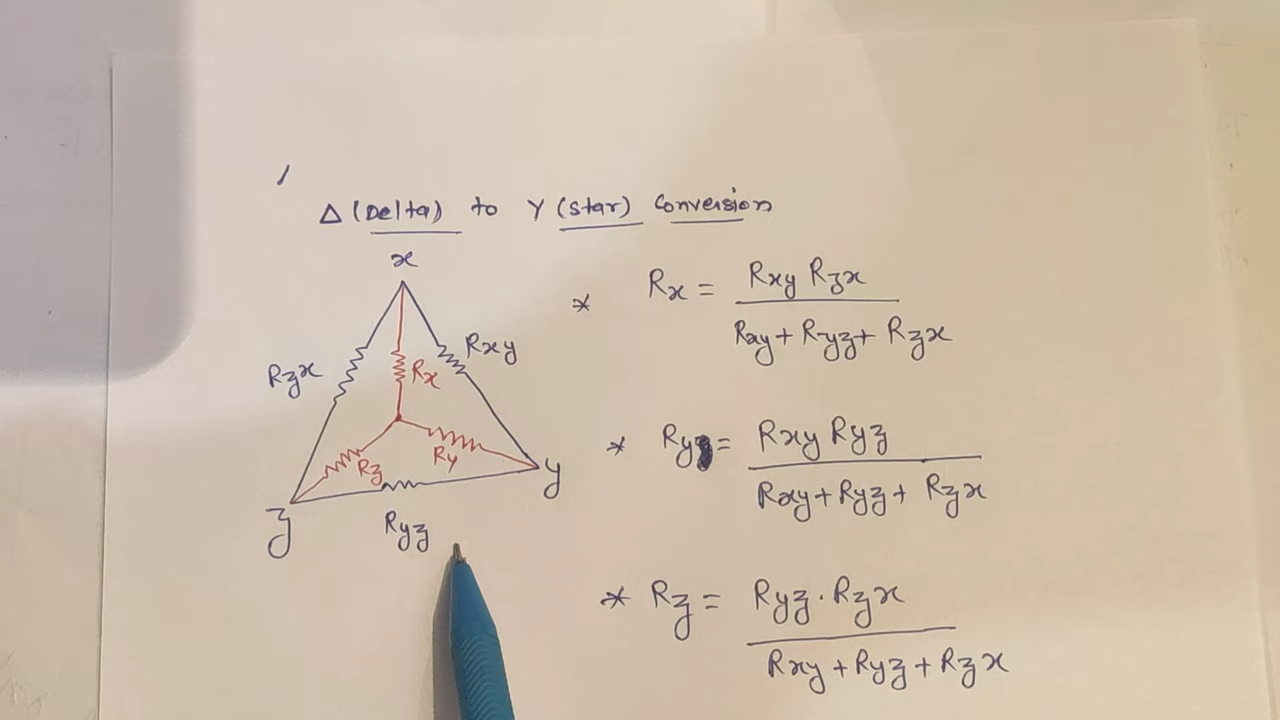 Δ (Delta) to Y (Star) Conversion
x
Rzx
Rxy
Rx
Rz
Ry
z
y
Ryz
* Rx = Rxy Rzx
Rxy + Ryz + Rzx
* Ry = Rxy Ryz
Rxy + Ryz + Rzx
* Rz = Ryz . Rzx
Rxy + Ryz + Rzx